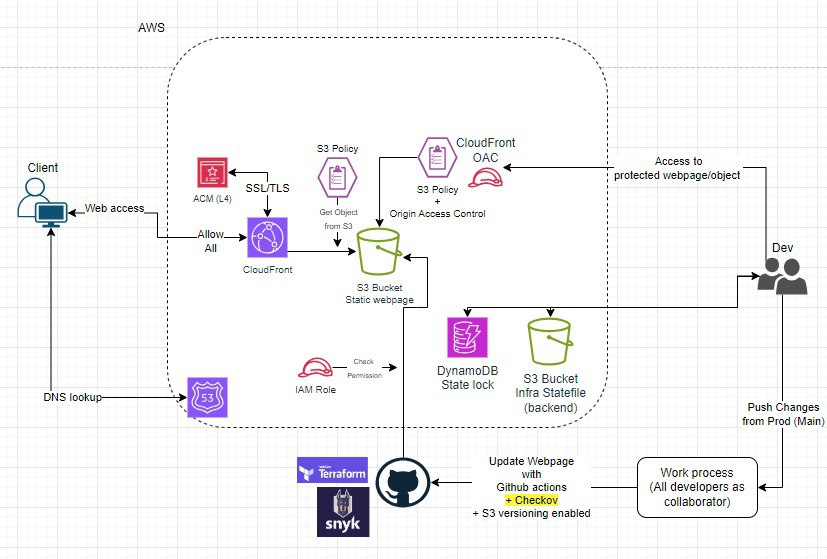 AWS
Client
Web access
DNS lookup
53
ACM (L4)
SSL/TLS
Allow
All
CloudFront
S3 Policy
Get Object
from S3
S3 Policy
+
Origin Access Control
CloudFront
OAC
Access to
protected webpage/object
Dev
S3 Bucket
Static webpage
IAM Role
Check
Permission
DynamoDB
State lock
S3 Bucket
Infra Statefile
(backend)
Push Changes
from Prod (Main)
Work process
(All developers as
collaborator)
Update Webpage
with
Github actions
+ Checkov
+ S3 versioning enabled
Terraform
snyk